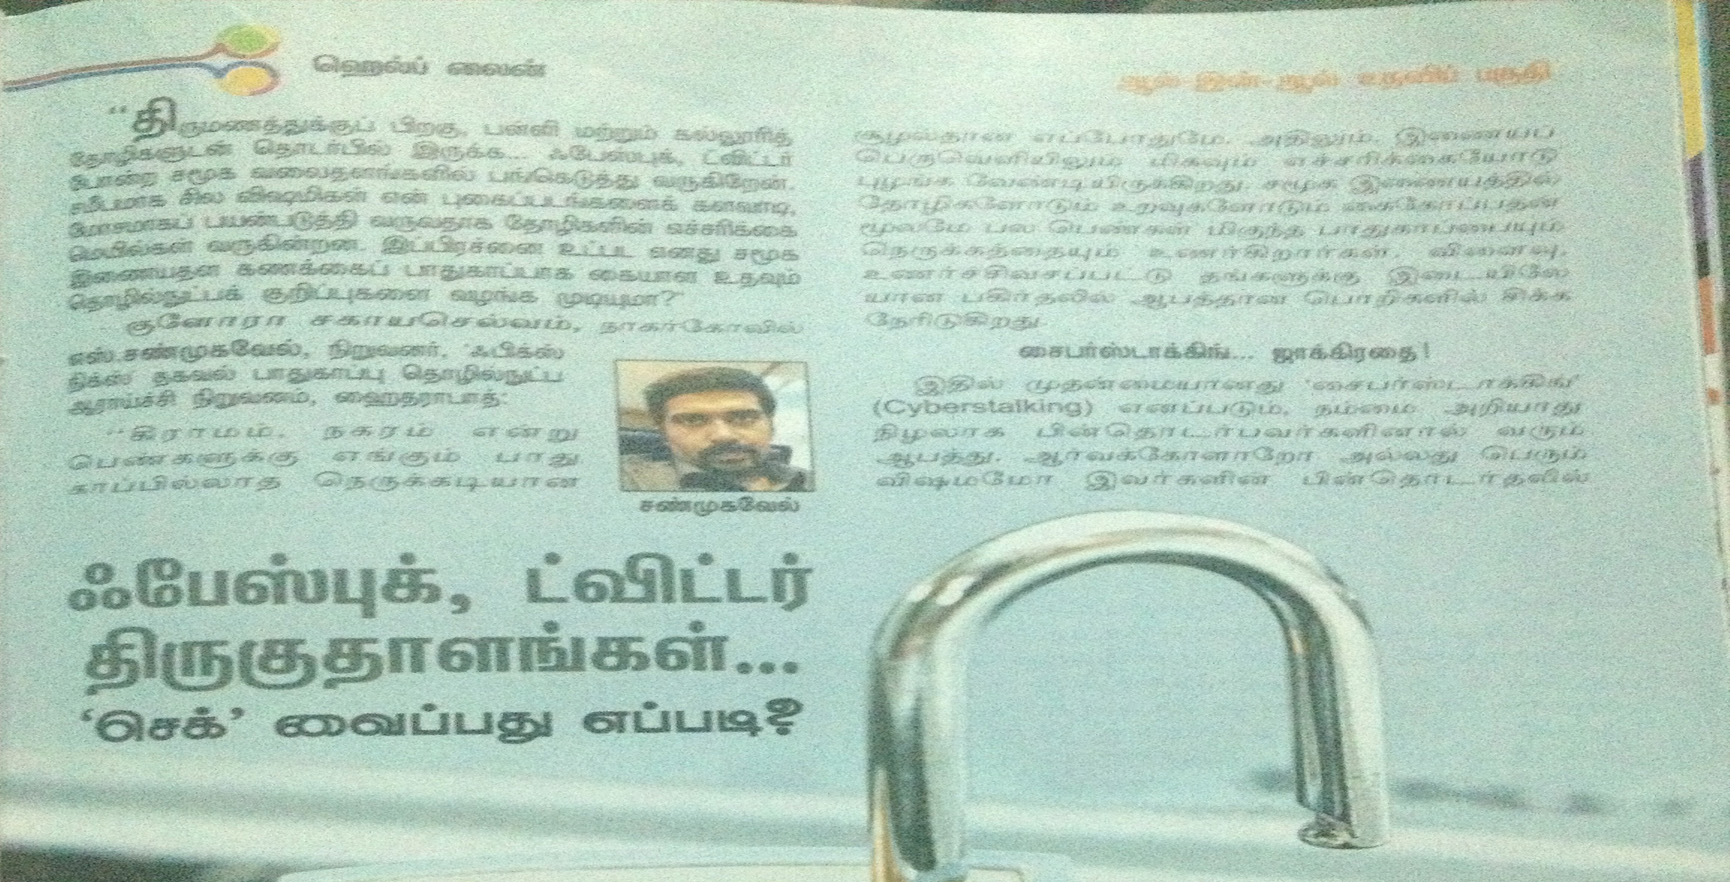 ஹெல்ப் லைன்
ஆல்-இன்-ஆல் உதவிப் பகுதி
“திருமணத்துக்குப் பிறகு, பள்ளி மற்றும் கல்லூரித்
தோழிகளுடன் தொடர்பில் இருக்க... ஃபேஸ்புக், ட்விட்டர்
போன்ற சமூக வலைதளங்களில் பங்கெடுத்து வருகிறேன்.
சமீபமாக சில விஷமிகள் என் புகைப்படங்களைக் களவாடி,
மோசமாகப் பயன்படுத்தி வருவதாக தோழிகளின் எச்சரிக்கை
மெயில்கள் வருகின்றன. இப்பிரச்னை உட்பட எனது சமூக
இணையதள கணக்கைப் பாதுகாப்பாக கையாள உதவும்
தொழில்நுட்பக் குறிப்புகளை வழங்க முடியுமா?”
குளோரா சகாயசெல்வம், நாகர்கோவில்
எஸ்.சண்முகவேல், நிறுவனர், ‘ஃபிக்ஸ்
நிக்ஸ்’ தகவல் பாதுகாப்பு தொழில்நுட்ப
ஆராய்ச்சி நிறுவனம், ஹைதராபாத்:
“கிராமம், நகரம் என்று
பெண்களுக்கு எங்கும் பாது
காப்பில்லாத நெருக்கடியான
சண்முகவேல்
சூழல்தான் எப்போதுமே. அதிலும், இணையப்
பெருவெளியிலும் மிகவும் எச்சரிக்கையோடு
புழங்க வேண்டியிருக்கிறது. சமூக இணையத்தில்
தோழிகளோடும் உறவுகளோடும் கைகோப்பதன்
மூலமே பல பெண்கள் மிகுந்த பாதுகாப்பையும்
நெருக்கத்தையும் உணர்கிறார்கள். விளைவு,
உணர்ச்சிவசப்பட்டு தங்களுக்கு இடையிலே
யான பகிர்தலில் ஆபத்தான பொறிகளில் சிக்க
நேரிடுகிறது.
சைபர்ஸ்டாக்கிங்... ஜாக்கிரதை!
இதில் முதன்மையானது ‘சைபர்ஸ்டாக்கிங்’
(Cyberstalking) எனப்படும், நம்மை அறியாது
நிழலாக பின்தொடர்பவர்களினால் வரும்
ஆபத்து. ஆர்வக்கோளாறோ அல்லது பெரும்
விஷமமோ இவர்களின் பின்தொடர்தலில்
ஃபேஸ்புக், ட்விட்டர்
திருகுதாளங்கள்...
‘செக்’ வைப்பது எப்படி?